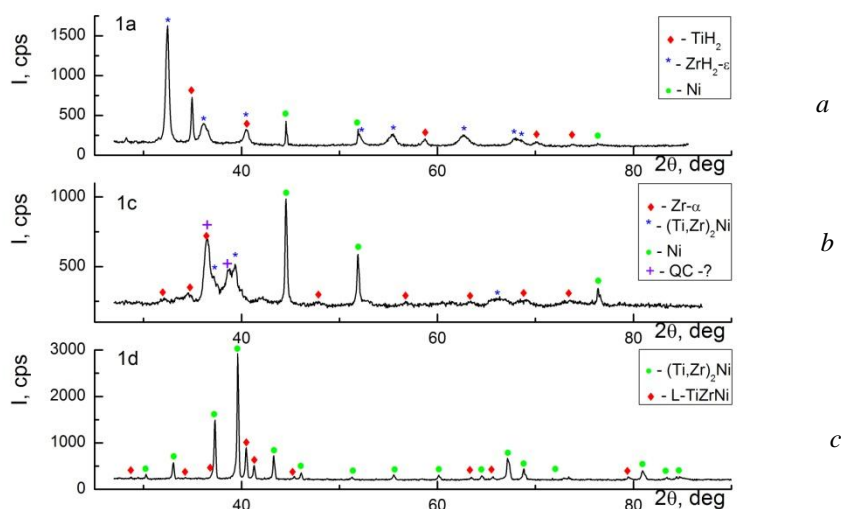 1a
I, cps
1500
1000
500
0
40
60
80
2θ, deg
- TiH₂
* - ZrH₂-ε
- Ni
a
1c
I, cps
1000
500
40
60
80
2θ, deg
- Zr-α
* - (Ti,Zr)₂Ni
- Ni
+ - QC -?
b
1d
I, cps
3000
2000
1000
0
40
60
80
2θ, deg
- (Ti,Zr)₂Ni
- L-TiZrNi
c